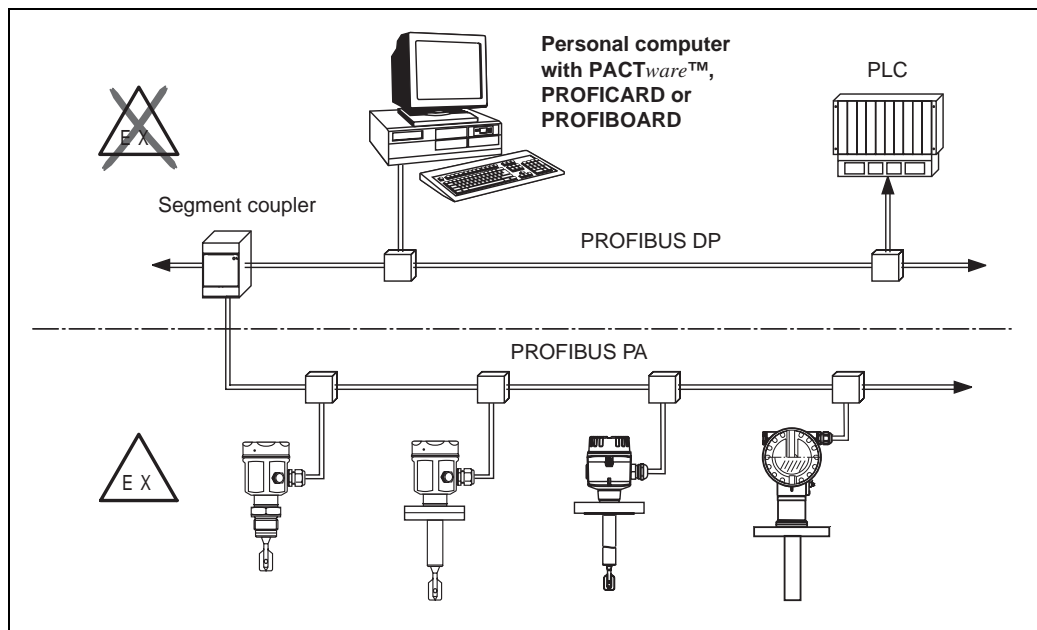 Personal computer
with PACTware™,
PROFICARD or
PROFIBOARD
PLC
E X
Segment coupler
PROFIBUS DP
PROFIBUS PA
E X